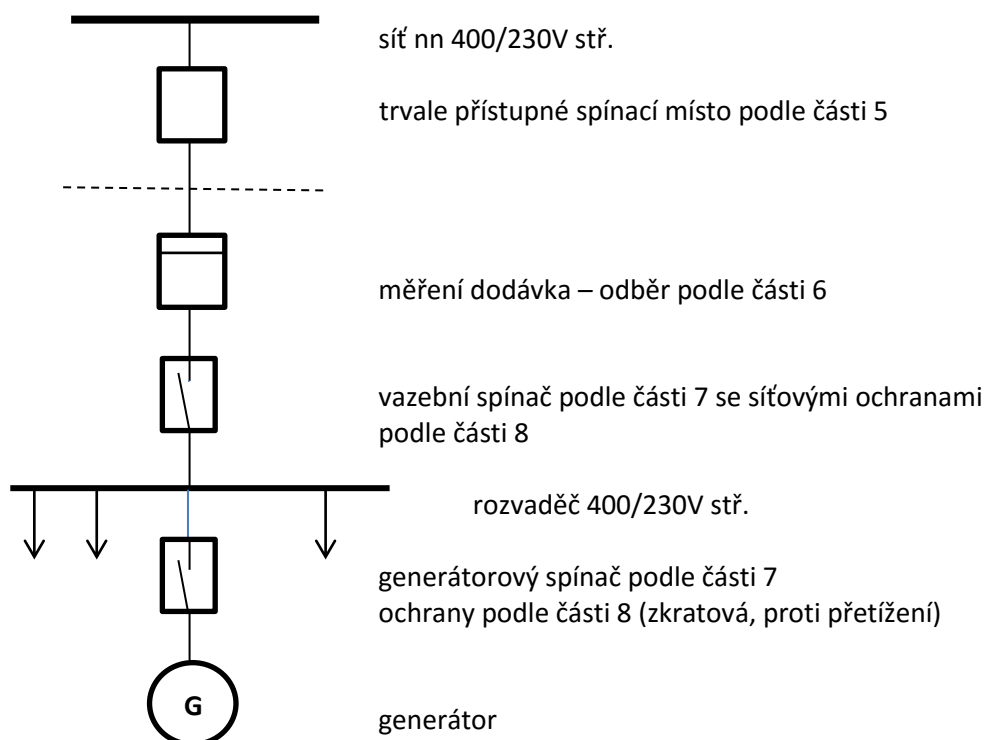 síť nn 400/230V stř.
trvale přístupné spínací místo podle části 5
měření dodávka – odběr podle části 6
vazební spínač podle části 7 se síťovými ochranami
podle části 8
rozvaděč 400/230V stř.
generátorový spínač podle části 7
ochrany podle části 8 (zkratová, proti přetížení)
G
generátor